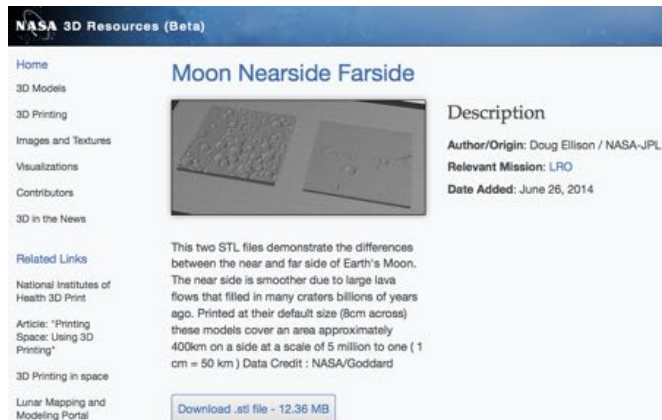 NASA 3D Resources (Beta)
Home
3D Models
3D Printing
Images and Textures
Visualizations
Contributors
3D in the News
Related Links
National Institutes of
Health 3D Print
Article: "Printing
Space: Using 3D
Printing"
3D Printing in space
Lunar Mapping and
Modeling Portal
Moon Nearside Farside
This two STL files demonstrate the differences
between the near and far side of Earth's Moon.
The near side is smoother due to large lava
flows that filled in many craters billions of years
ago. Printed at their default size (8cm across)
these models cover an area approximately
400km on a side at a scale of 5 million to one ( 1
cm = 50 km ) Data Credit : NASA/Goddard
Download .stl file - 12.36 MB
Description
Author/Origin: Doug Ellison / NASA-JPL
Relevant Mission: LRO
Date Added: June 26, 2014